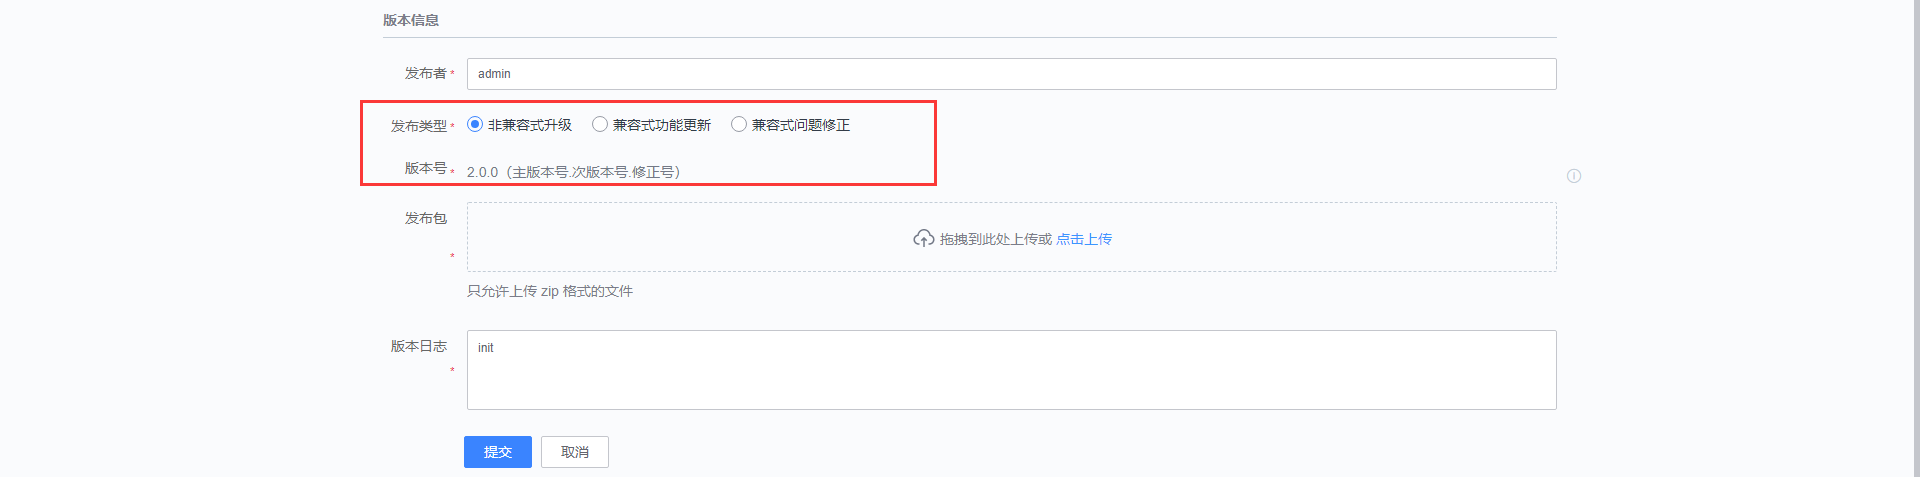 版本信息
发布者 * admin
发布类型 * 非兼容式升级 兼容式功能更新 兼容式问题修正
版本号 * 2.0.0（主版本号.次版本号.修正号）
发布包 * 拖拽到此处上传或 点击上传
只允许上传 zip 格式的文件
版本日志 * init
提交 取消